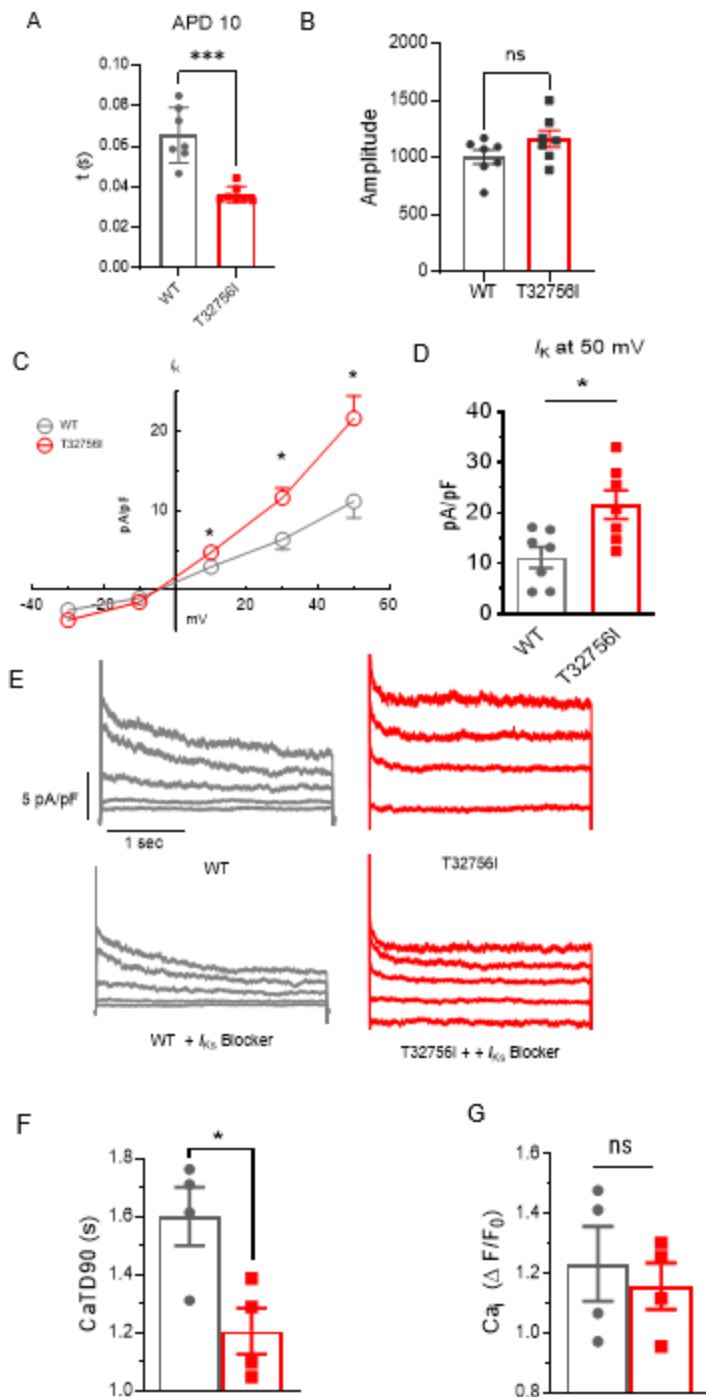 A
APD 10
***
0.10
0.08
0.06
0.04
0.02
0.00
t (s)
WT
T32756I
B
ns
2000
1500
1000
500
0
Amplitude
WT
T32756I
C
IK
WT
T32756I
*
*
*
20
10
pA/pF
-40
-20
20
40
60
mV
D
IK at 50 mV
*
40
30
20
10
0
pA/pF
WT
T32756I
E
5 pA/pF
1 sec
WT
T32756I
WT + IKs Blocker
T32756I + + IKs Blocker
F
*
1.8
1.6
1.4
1.2
1.0
CaTD90 (s)
G
ns
1.6
1.4
1.2
1.0
0.8
Cai (Δ F/F0)